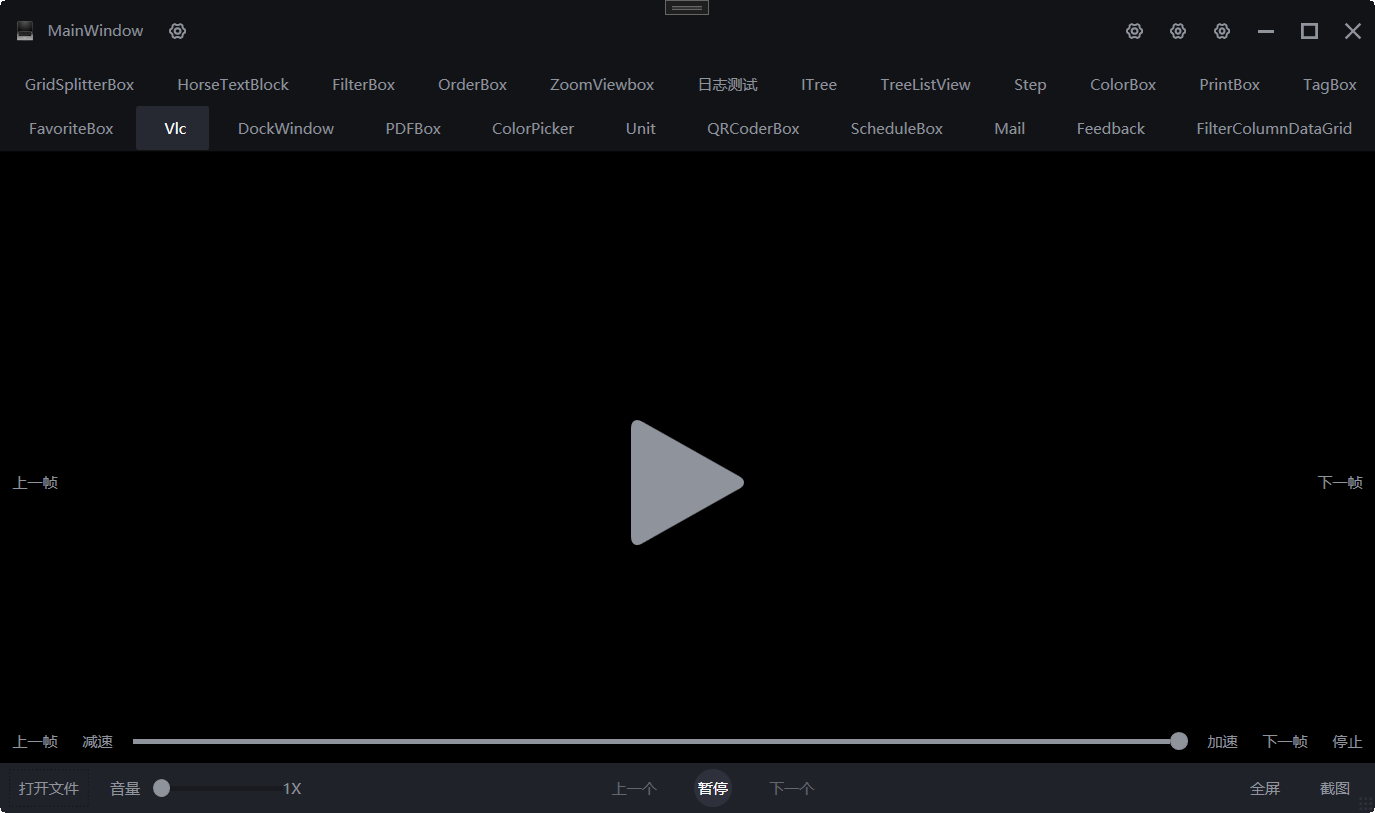 MainWindow
GridSplitterBox HorseTextBlock FilterBox OrderBox ZoomViewbox 日志测试 ITree TreeListView Step ColorBox PrintBox TagBox
FavoriteBox Vlc DockWindow PDFBox ColorPicker Unit QRCoderBox ScheduleBox Mail Feedback FilterColumnDataGrid
上一帧 下一帧
上一帧 减速 加速 下一帧 停止
打开文件 音量 1X 上一个 暂停 下一个 全屏 截图